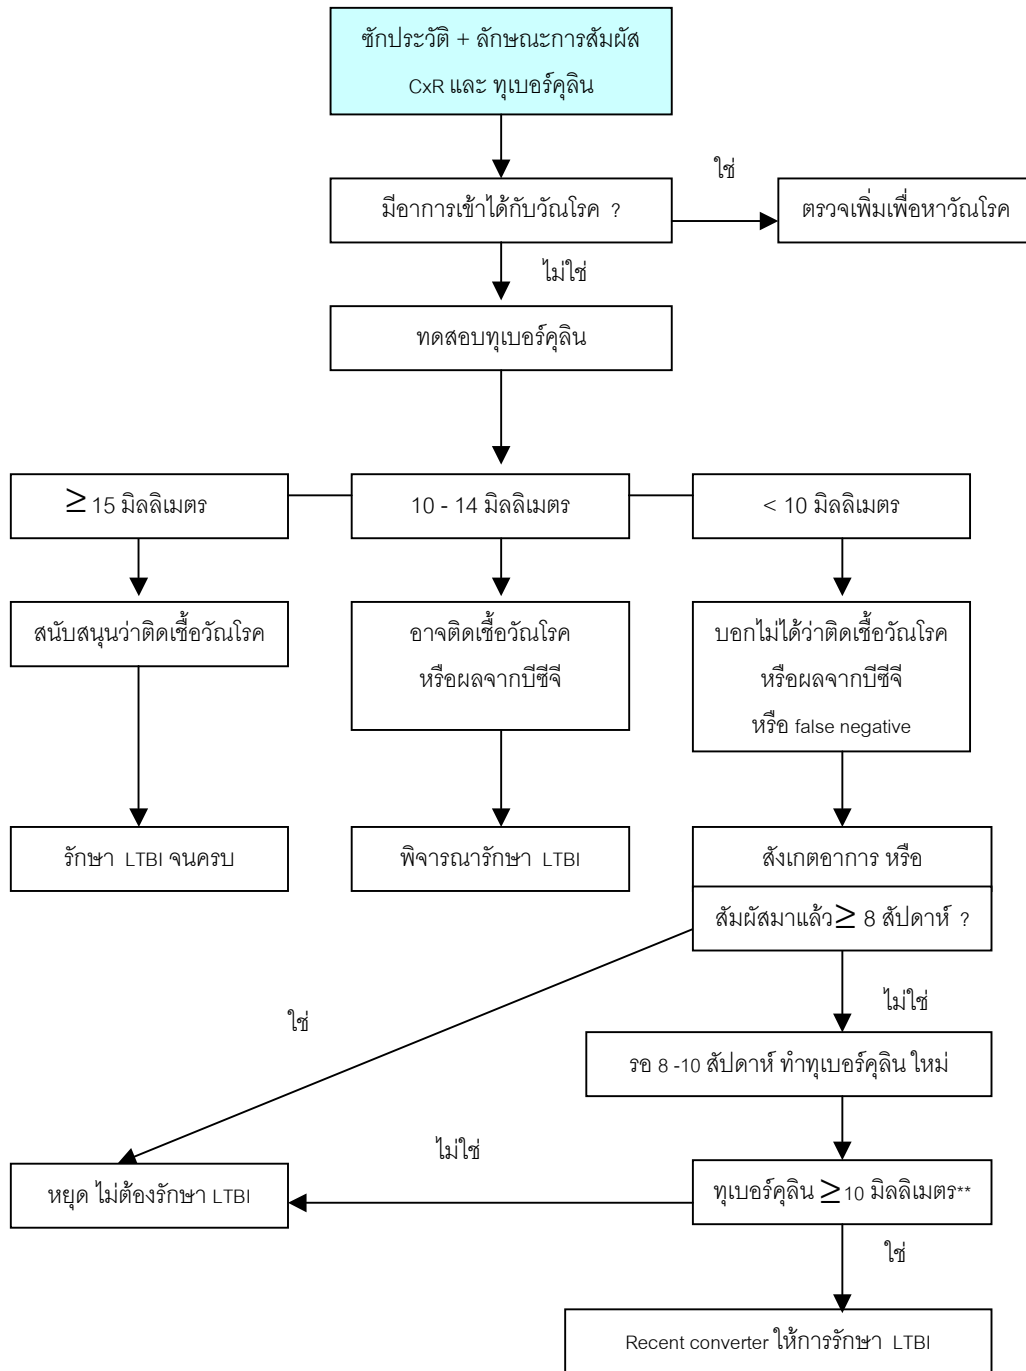 ซักประวัติ + ลักษณะการสัมผัส
CxR และ ทุเบอร์คุลิน
ใช่
มีอาการเข้าได้กับวัณโรค ?
ตรวจเพิ่มเพื่อหาวัณโรค
ไม่ใช่
ทดสอบทุเบอร์คุลิน
≥ 15 มิลลิเมตร
10 - 14 มิลลิเมตร
< 10 มิลลิเมตร
สนับสนุนว่าติดเชื้อวัณโรค
อาจติดเชื้อวัณโรค
หรือผลจากบีซีจี
บอกไม่ได้ว่าติดเชื้อวัณโรค
หรือผลจากบีซีจี
หรือ false negative
รักษา LTBI จนครบ
พิจารณารักษา LTBI
สังเกตอาการ หรือ
สัมผัสมาแล้ว ≥ 8 สัปดาห์ ?
ใช่
ไม่ใช่
รอ 8 -10 สัปดาห์ ทำทุเบอร์คุลิน ใหม่
ไม่ใช่
หยุด ไม่ต้องรักษา LTBI
ทุเบอร์คุลิน ≥10 มิลลิเมตร**
ใช่
Recent converter ให้การรักษา LTBI